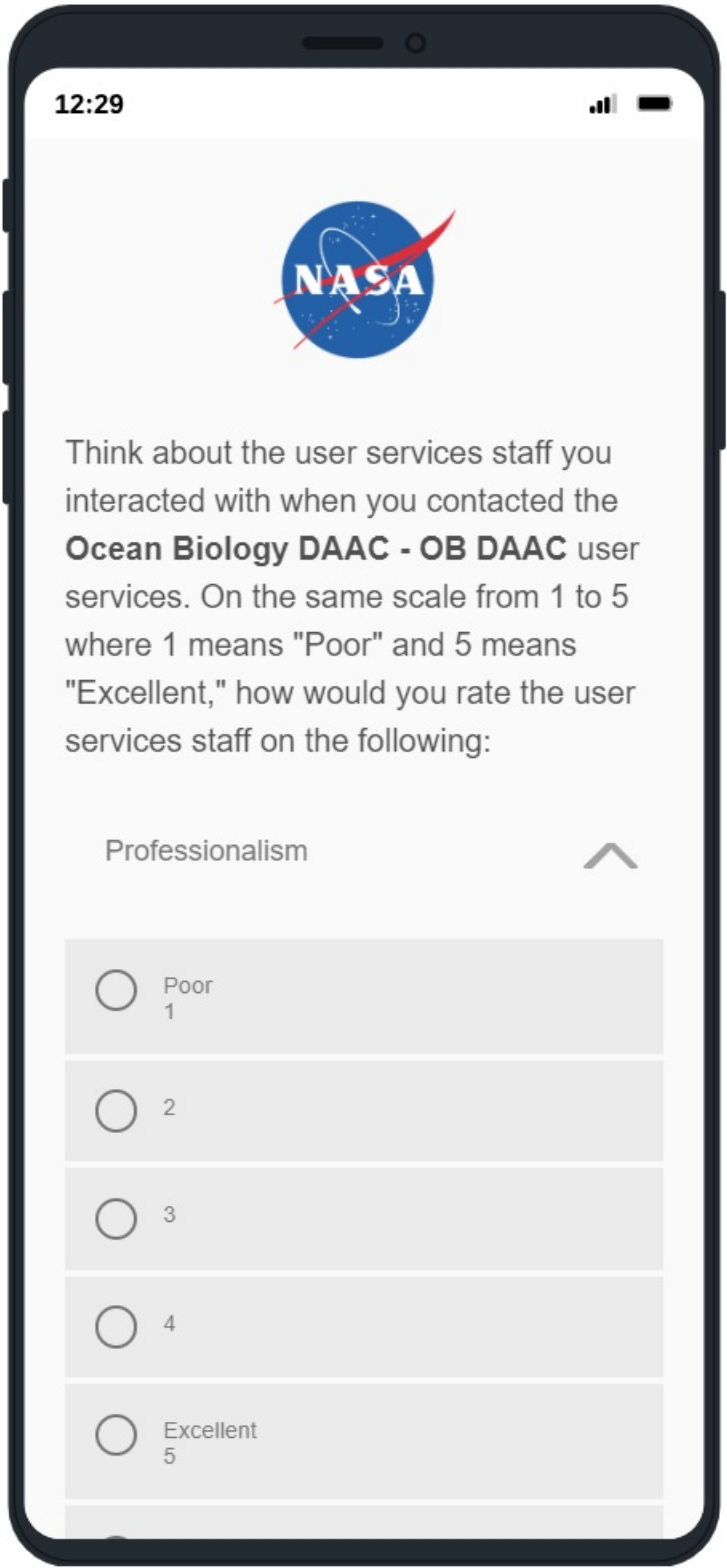 12:29
NASA
Think about the user services staff you
interacted with when you contacted the
Ocean Biology DAAC - OB DAAC user
services. On the same scale from 1 to 5
where 1 means "Poor" and 5 means
"Excellent," how would you rate the user
services staff on the following:
Professionalism
Poor
1
2
3
4
Excellent
5